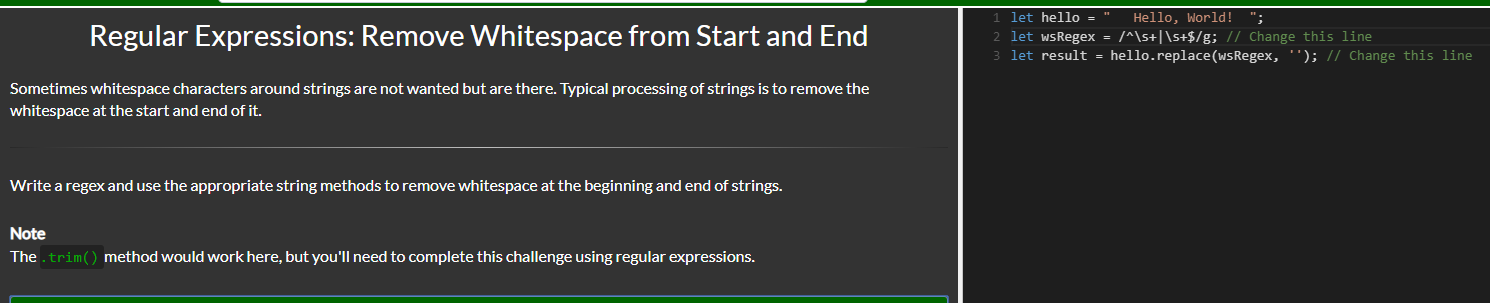 Regular Expressions: Remove Whitespace from Start and End
Sometimes whitespace characters around strings are not wanted but are there. Typical processing of strings is to remove the
whitespace at the start and end of it.
Write a regex and use the appropriate string methods to remove whitespace at the beginning and end of strings.
Note
The .trim() method would work here, but you'll need to complete this challenge using regular expressions.
1 let hello = "   Hello, World!  ";
2 let wsRegex = /^\s+|\s+$/g; // Change this line
3 let result = hello.replace(wsRegex, ''); // Change this line